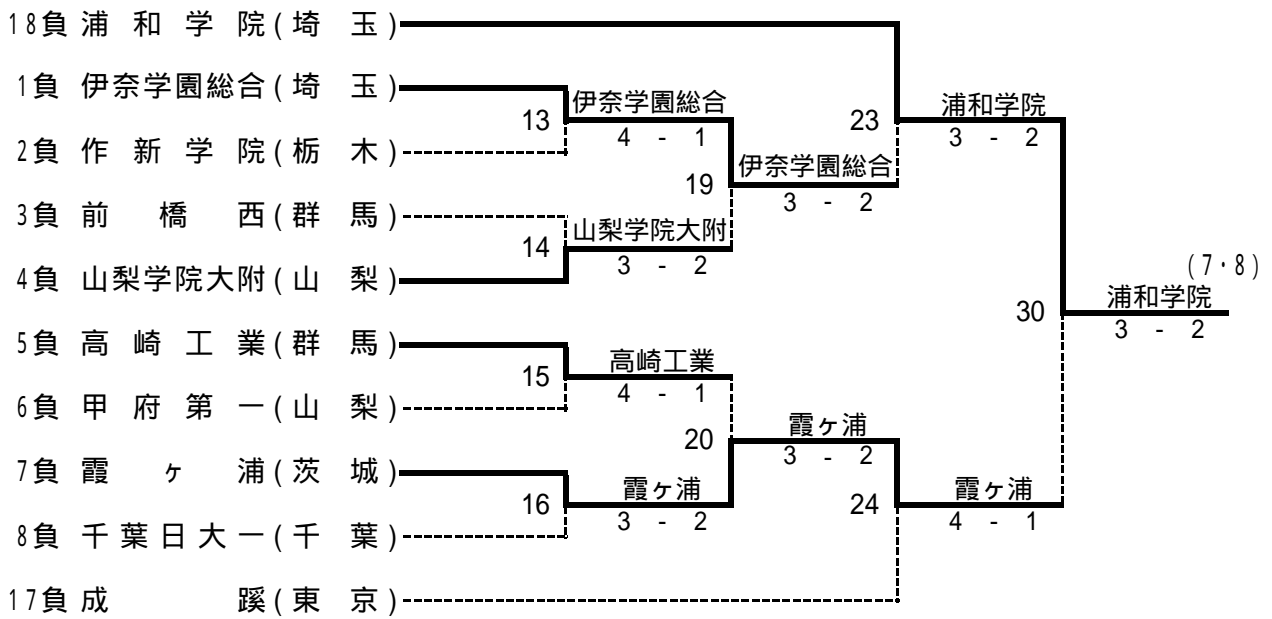 18負 浦和学院(埼玉)
1負 伊奈学園総合(埼玉)
伊奈学園総合
浦和学院
13
23
4 - 1
3 - 2
2負 作新学院(栃木)
伊奈学園総合
19
3 - 2
3負 前橋西(群馬)
山梨学院大附
14
3 - 2
4負 山梨学院大附(山梨)
(7・8)
浦和学院
30
3 - 2
5負 高崎工業(群馬)
高崎工業
15
4 - 1
6負 甲府第一(山梨)
霞ヶ浦
20
3 - 2
7負 霞ヶ浦(茨城)
霞ヶ浦
霞ヶ浦
16
24
3 - 2
4 - 1
8負 千葉日大一(千葉)
17負 成蹊(東京)